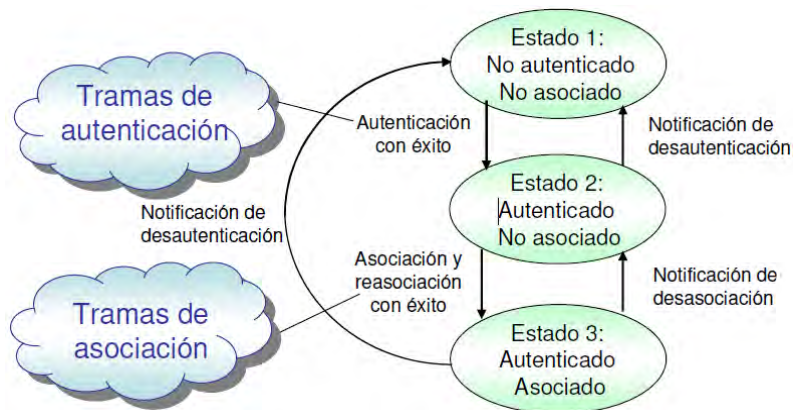 Estado 1:
No autenticado
No asociado
Tramas de
autenticación
Autenticación
con éxito
Notificación de
desautenticación
Estado 2:
Autenticado
No asociado
Notificación de
desautenticación
Asociación y
reasociación
con éxito
Notificación de
desasociación
Tramas de
asociación
Estado 3:
Autenticado
Asociado